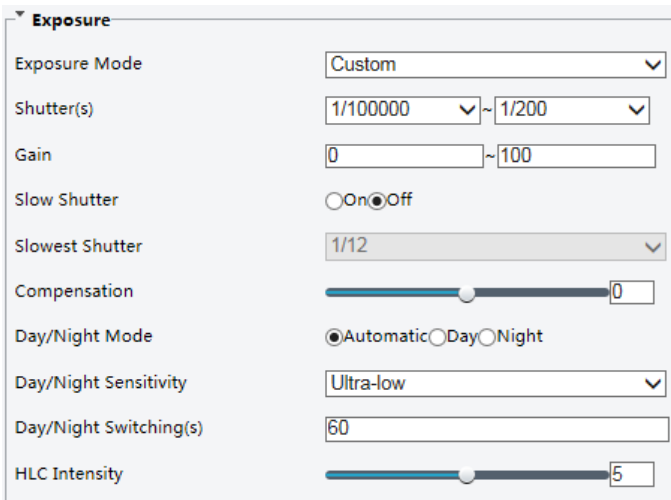 Exposure
Exposure Mode Custom
Shutter(s) 1/100000 ~ 1/200
Gain 0 ~ 100
Slow Shutter On Off
Slowest Shutter 1/12
Compensation 0
Day/Night Mode Automatic Day Night
Day/Night Sensitivity Ultra-low
Day/Night Switching(s) 60
HLC Intensity 5